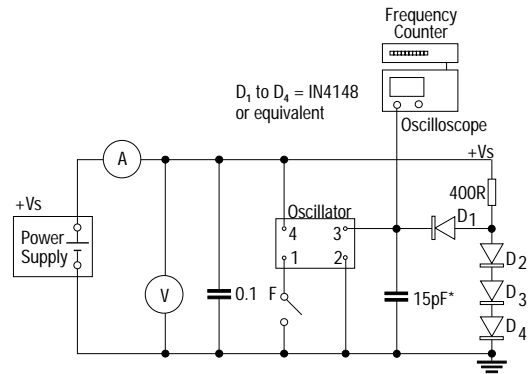 Frequency
Counter
D₁ to D₄ = IN4148
or equivalent
Oscilloscope
A
+Vs
+Vs
400R
Oscillator
D₁
4
3
Power
Supply
1
2
D₂
V
0.1
F
15pF*
D₃
D₄